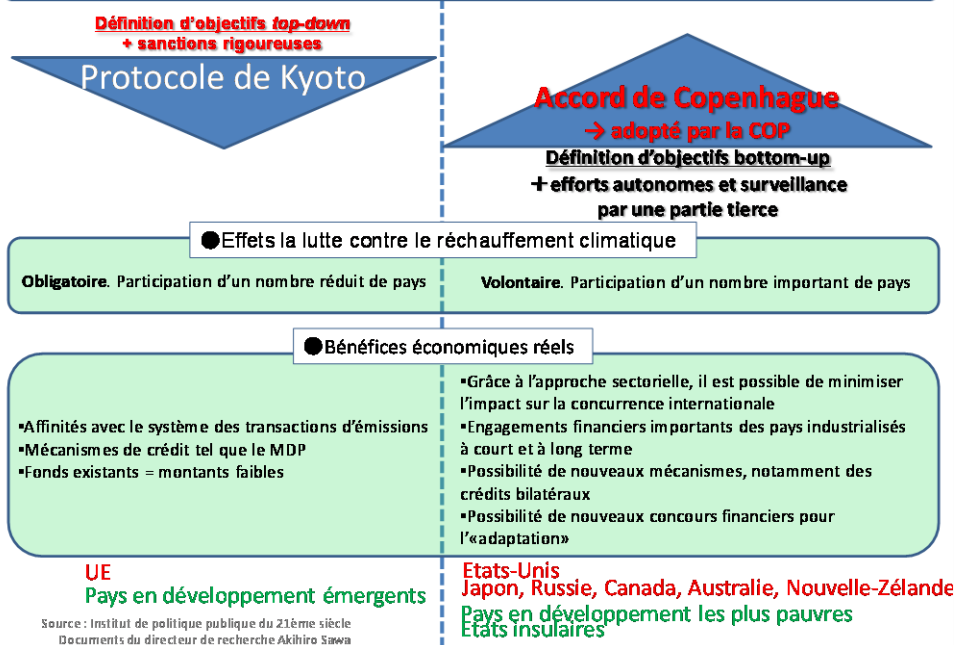 Définition d'objectifs top-down
+ sanctions rigoureuses
Protocole de Kyoto
Accord de Copenhague
→ adopté par la COP
Définition d'objectifs bottom-up
+ efforts autonomes et surveillance
par une partie tierce
●Effets la lutte contre le réchauffement climatique
Obligatoire. Participation d'un nombre réduit de pays
Volontaire. Participation d'un nombre important de pays
●Bénéfices économiques réels
▪Affinités avec le système des transactions d'émissions
▪Mécanismes de crédit tel que le MDP
▪Fonds existants = montants faibles
▪Grâce à l'approche sectorielle, il est possible de minimiser
l'impact sur la concurrence internationale
▪Engagements financiers importants des pays industrialisés
à court et à long terme
▪Possibilité de nouveaux mécanismes, notamment des
crédits bilatéraux
▪Possibilité de nouveaux concours financiers pour
l'«adaptation»
UE
Pays en développement émergents
Etats-Unis
Japon, Russie, Canada, Australie, Nouvelle-Zélande
Pays en développement les plus pauvres
Etats insulaires
Source : Institut de politique publique du 21ème siècle
Documents du directeur de recherche Akihiro Sawa